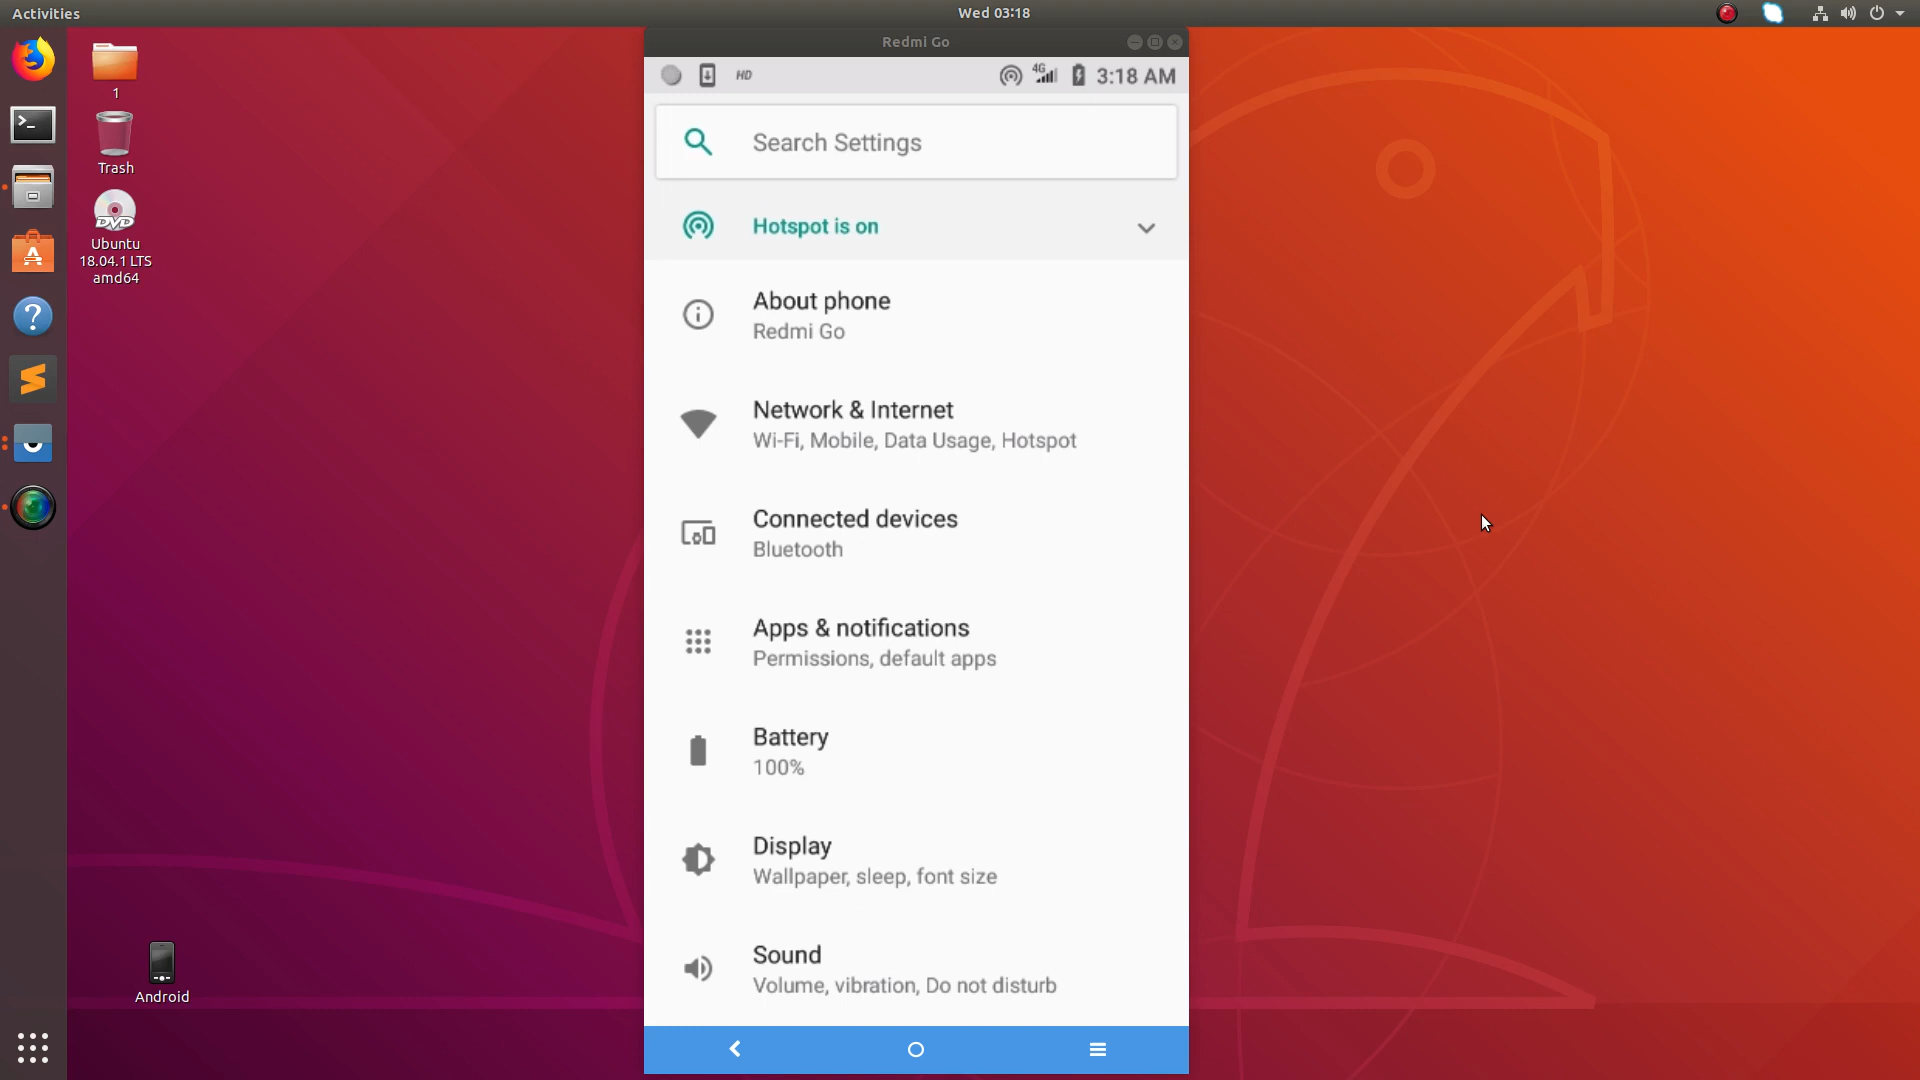 Activities
Wed 03:18
1
Trash
DVD
Ubuntu
18.04.1 LTS
amd64
Android
Redmi Go
HD
4G
3:18 AM
Search Settings
Hotspot is on
About phone
Redmi Go
Network & Internet
Wi-Fi, Mobile, Data Usage, Hotspot
Connected devices
Bluetooth
Apps & notifications
Permissions, default apps
Battery
100%
Display
Wallpaper, sleep, font size
Sound
Volume, vibration, Do not disturb